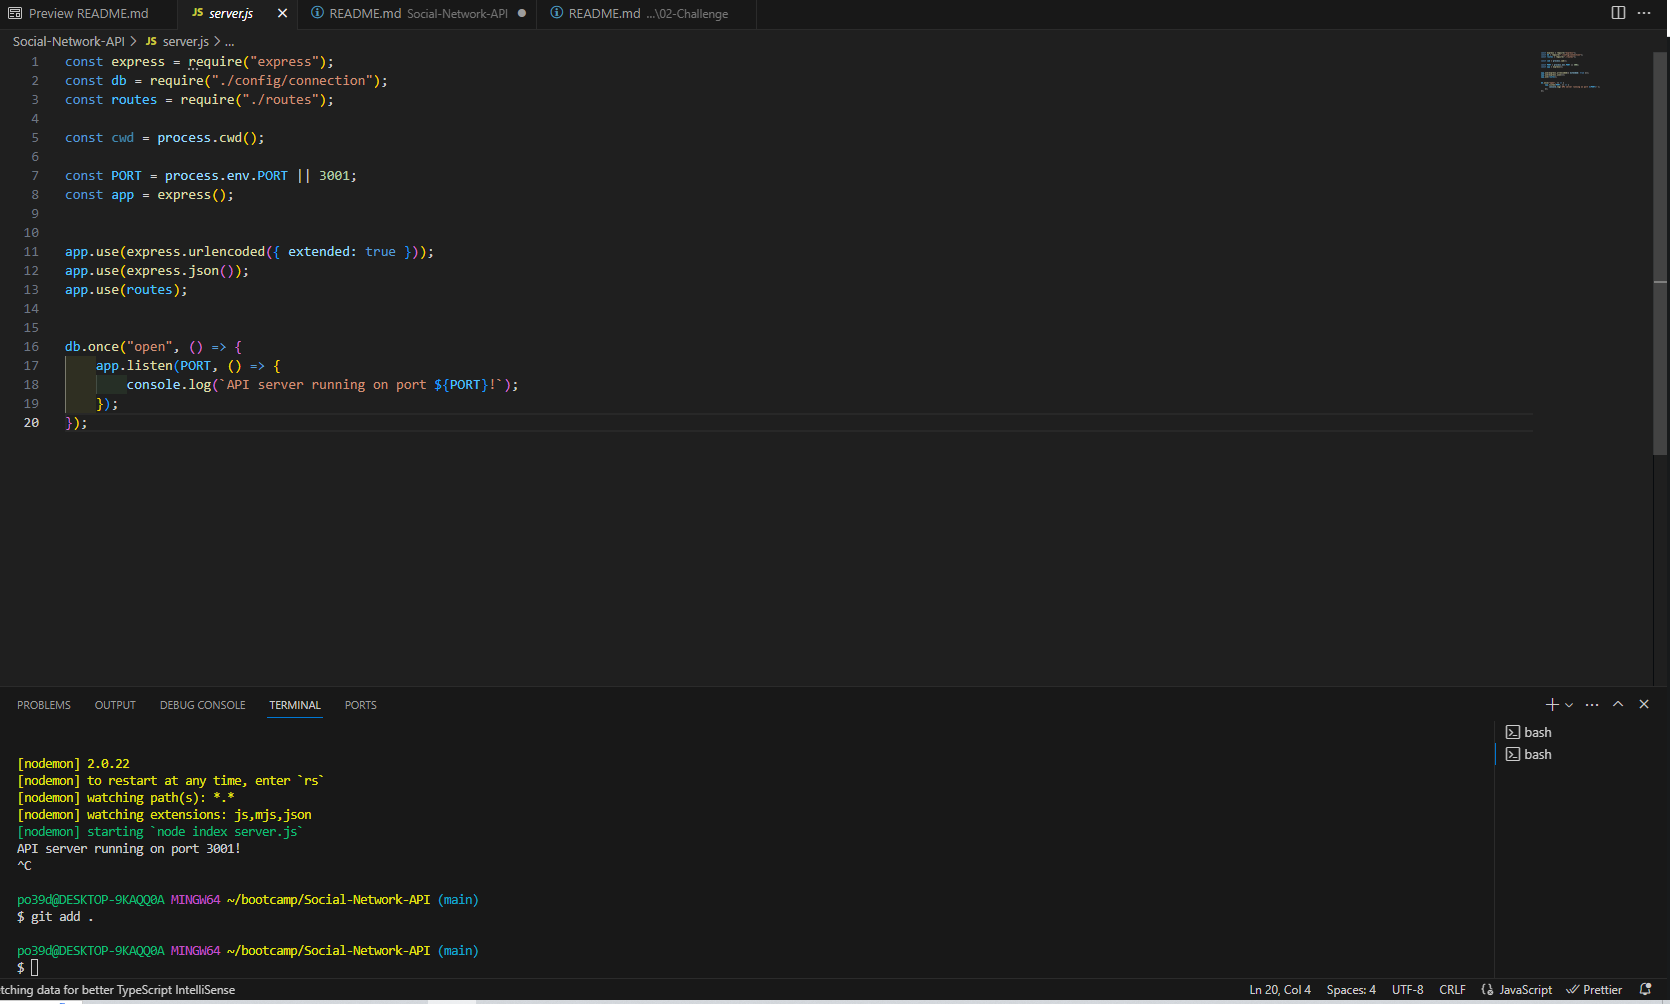 Preview README.md JS server.js README.md Social-Network-API README.md ...\02-Challenge
Social-Network-API > JS server.js > ...
1 const express = require("express");
2 const db = require("./config/connection");
3 const routes = require("./routes");
4
5 const cwd = process.cwd();
6
7 const PORT = process.env.PORT || 3001;
8 const app = express();
9
10
11 app.use(express.urlencoded({ extended: true }));
12 app.use(express.json());
13 app.use(routes);
14
15
16 db.once("open", () => {
17 app.listen(PORT, () => {
18 console.log(`API server running on port ${PORT}!`);
19 });
20 });
PROBLEMS OUTPUT DEBUG CONSOLE TERMINAL PORTS
bash
bash
[nodemon] 2.0.22
[nodemon] to restart at any time, enter `rs`
[nodemon] watching path(s): *.*
[nodemon] watching extensions: js,mjs,json
[nodemon] starting `node index server.js`
API server running on port 3001!
^C
po39d@DESKTOP-9KAQQ0A MINGW64 ~/bootcamp/Social-Network-API (main)
$ git add .
po39d@DESKTOP-9KAQQ0A MINGW64 ~/bootcamp/Social-Network-API (main)
$
tching data for better TypeScript IntelliSense Ln 20, Col 4 Spaces: 4 UTF-8 CRLF JavaScript Prettier